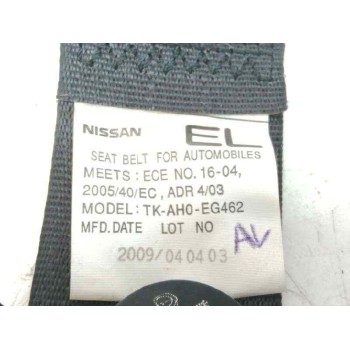 NISSAN EL
SEAT BELT FOR AUTOMOBILES
MEETS: ECE NO. 16-04,
2005/40/EC, ADR 4/03
MODEL: TK-AH0-EG462
MFD.DATE LOT NO
AV
2009/04 04 03